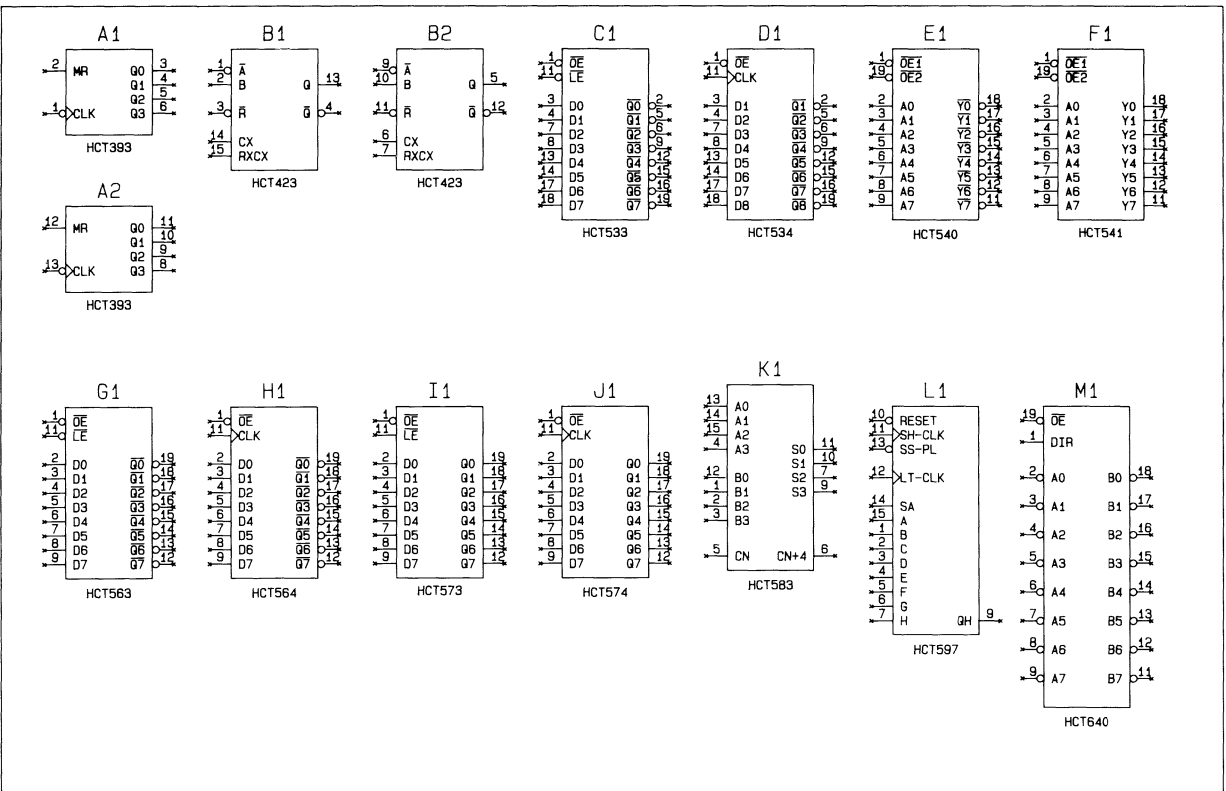 A1 B1 B2 C1 D1 E1 F1
2 MR Q0 3
Q1 4
Q2 5
1 CLK Q3 6
HCT393
1 A
2 B Q 13
3 R Q 4
14 CX
15 RXCX
HCT423
9 A
10 B Q 5
11 R Q 12
6 CX
7 RXCX
HCT423
1 OE
11 LE
3 D0 Q0 2
4 D1 Q1 5
7 D2 Q2 6
8 D3 Q3 9
13 D4 Q4 12
14 D5 Q5 15
17 D6 Q6 16
18 D7 Q7 19
HCT533
1 OE
11 CLK
3 D1 Q1 2
4 D2 Q2 5
7 D3 Q3 6
8 D4 Q4 9
13 D5 Q5 12
14 D6 Q6 15
17 D7 Q7 16
18 D8 Q8 19
HCT534
1 OE1
19 OE2
2 A0 Y0 18
3 A1 Y1 17
4 A2 Y2 16
5 A3 Y3 15
6 A4 Y4 14
7 A5 Y5 13
8 A6 Y6 12
9 A7 Y7 11
HCT540
1 OE1
19 OE2
2 A0 Y0 18
3 A1 Y1 17
4 A2 Y2 16
5 A3 Y3 15
6 A4 Y4 14
7 A5 Y5 13
8 A6 Y6 12
9 A7 Y7 11
HCT541
A2
12 MR Q0 11
Q1 10
Q2 9
13 CLK Q3 8
HCT393
G1 H1 I1 J1 K1 L1 M1
1 OE
11 LE
2 D0 Q0 19
3 D1 Q1 18
4 D2 Q2 17
5 D3 Q3 16
6 D4 Q4 15
7 D5 Q5 14
8 D6 Q6 13
9 D7 Q7 12
HCT563
1 OE
11 CLK
2 D0 Q0 19
3 D1 Q1 18
4 D2 Q2 17
5 D3 Q3 16
6 D4 Q4 15
7 D5 Q5 14
8 D6 Q6 13
9 D7 Q7 12
HCT564
1 OE
11 LE
2 D0 Q0 19
3 D1 Q1 18
4 D2 Q2 17
5 D3 Q3 16
6 D4 Q4 15
7 D5 Q5 14
8 D6 Q6 13
9 D7 Q7 12
HCT573
1 OE
11 CLK
2 D0 Q0 19
3 D1 Q1 18
4 D2 Q2 17
5 D3 Q3 16
6 D4 Q4 15
7 D5 Q5 14
8 D6 Q6 13
9 D7 Q7 12
HCT574
13 A0
14 A1
15 A2
4 A3 S0 11
S1 10
12 B0 S2 7
1 B1 S3 9
2 B2
3 B3
5 CN CN+4 6
HCT583
10 RESET
11 SH-CLK
13 SS-PL
12 LT-CLK
14 SA
15 A
1 B
2 C
3 D
4 E
5 F
6 G
7 H QH 9
HCT597
19 OE
1 DIR
2 A0 B0 18
3 A1 B1 17
4 A2 B2 16
5 A3 B3 15
6 A4 B4 14
7 A5 B5 13
8 A6 B6 12
9 A7 B7 11
HCT640